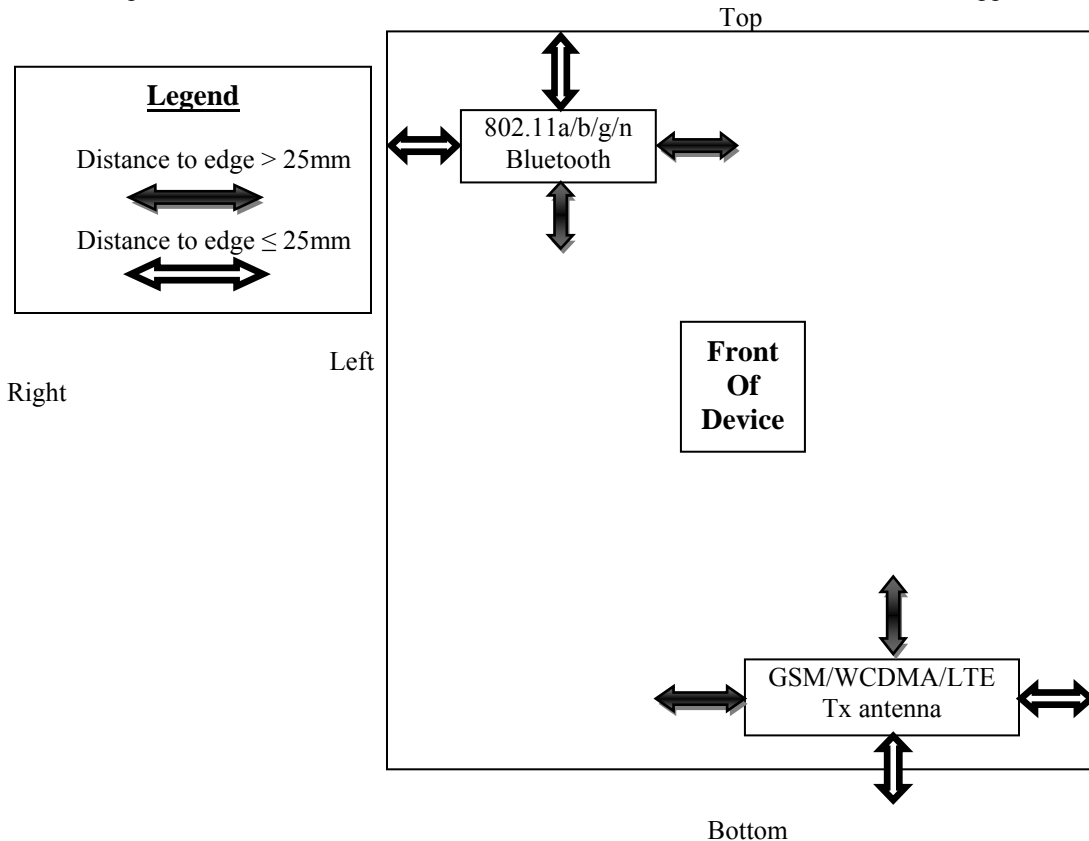 Top
Legend
Distance to edge > 25mm
Distance to edge ≤ 25mm
802.11a/b/g/n
Bluetooth
Left
Right
Front
Of
Device
GSM/WCDMA/LTE
Tx antenna
Bottom